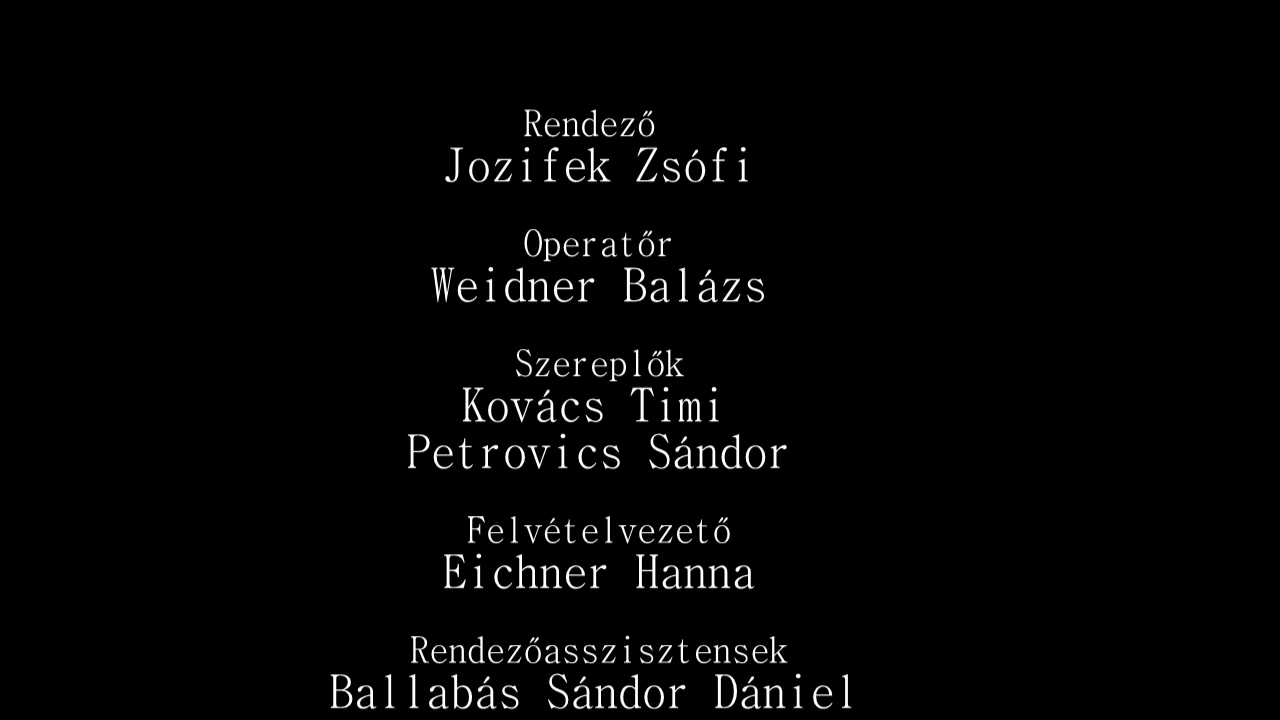 Rendező
Jozifek Zsófi
Operatőr
Weidner Balázs
Szereplők
Kovács Timi
Petrovics Sándor
Felvételvezető
Eichner Hanna
Rendezőasszisztensek
Ballabás Sándor Dániel